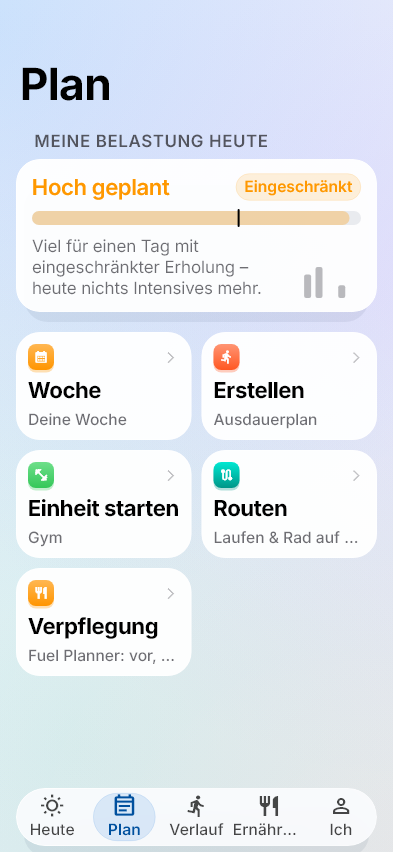 Plan
MEINE BELASTUNG HEUTE
Hoch geplant
Eingeschränkt
Viel für einen Tag mit
eingeschränkter Erholung –
heute nichts Intensives mehr.
Woche
Deine Woche
Erstellen
Ausdauerplan
Einheit starten
Gym
Routen
Laufen & Rad auf ...
Verpflegung
Fuel Planner: vor, ...
Heute
Plan
Verlauf
Ernähr...
Ich